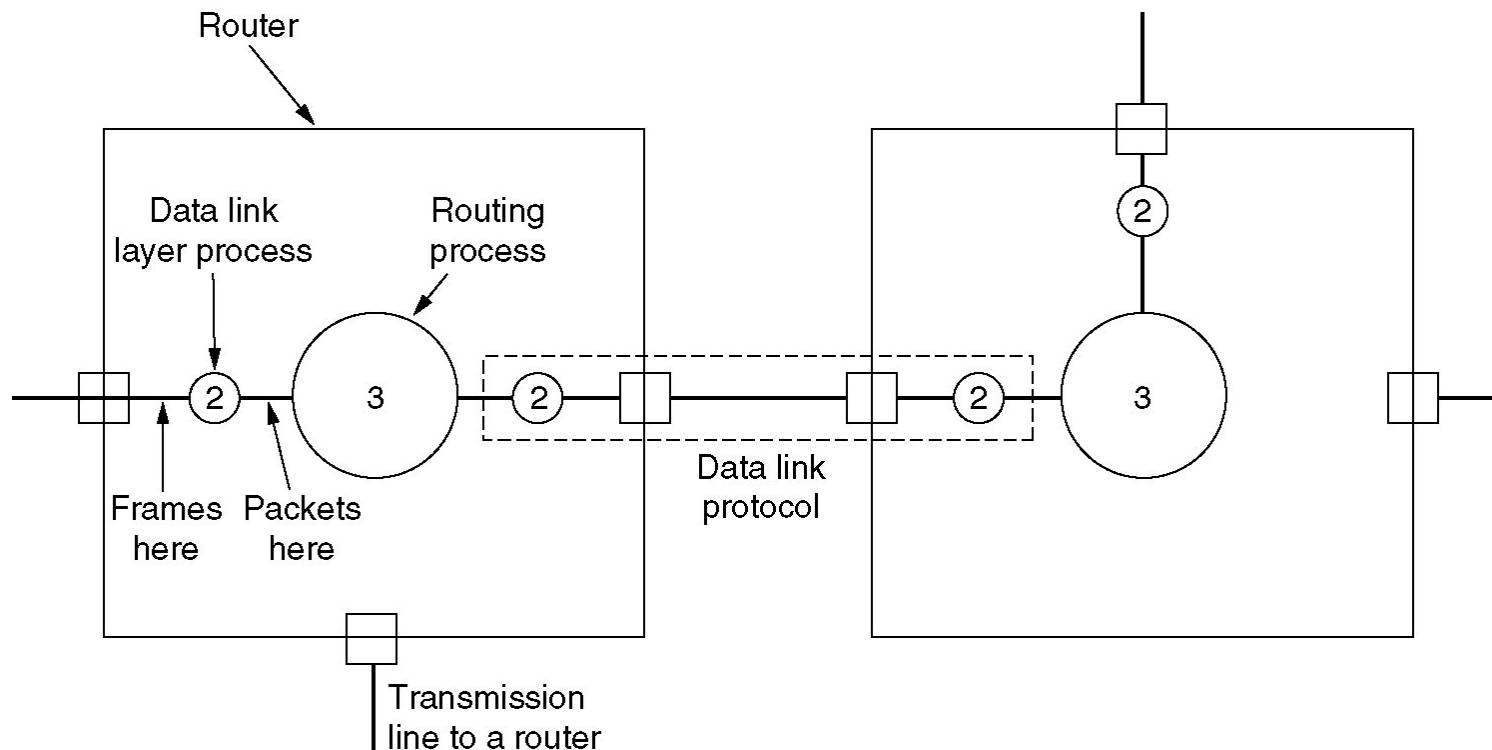 Router
Data link
layer process
Routing
process
2
2
3
2
2
3
Frames
here
Packets
here
Data link
protocol
Transmission
line to a router